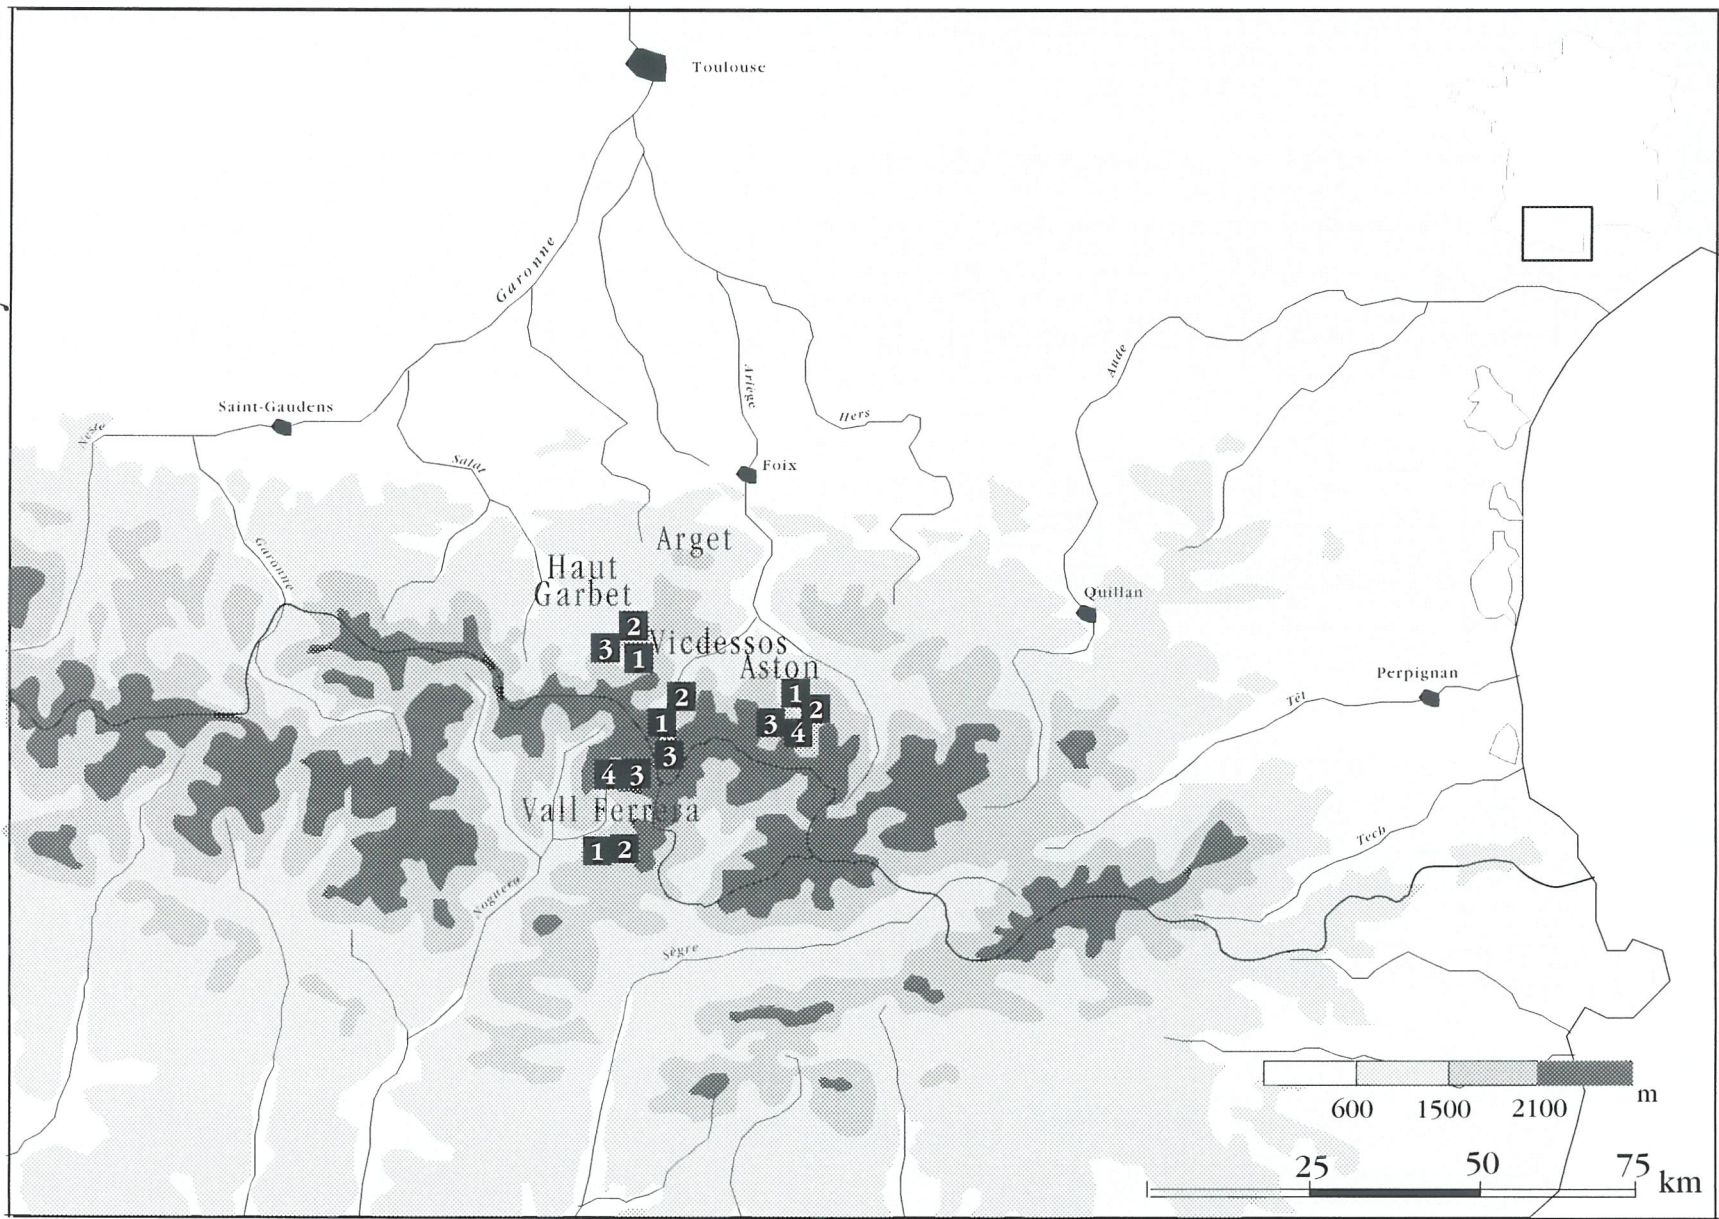 Toulouse
Garonne
Aude
Ariège
Saint-Gaudens
Hers
Neste
Salat
Foix
Arget
Garonne
Haut
Garbet
Quillan
2
3
1
Vicdessos
Aston
Perpignan
Têt
2
1
3
1
2
3
4
4 3
Vall Ferrera
1 2
Tech
Noguera
Sègre
600 1500 2100 m
25 50 75 km